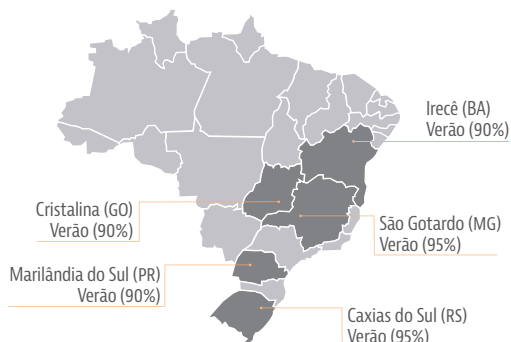 Irecê (BA)
Verão (90%)
Cristalina (GO)
Verão (90%)
São Gotardo (MG)
Verão (95%)
Marilândia do Sul (PR)
Verão (90%)
Caxias do Sul (RS)
Verão (95%)